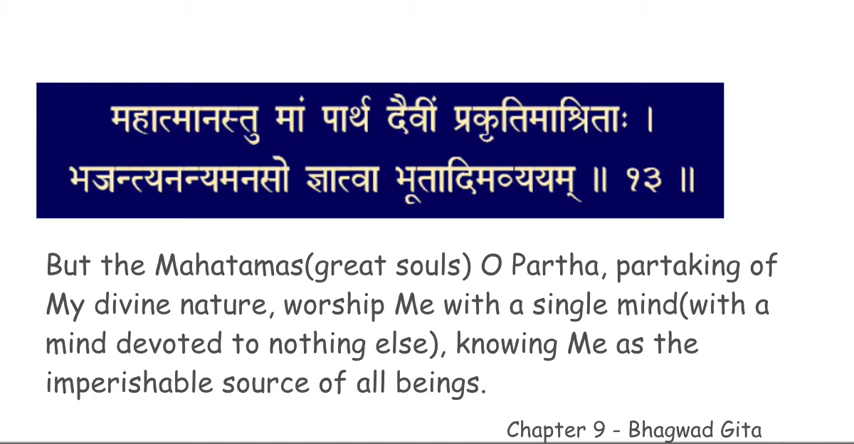 महात्मानस्तु मां पार्थ दैवीं प्रकृतिमाश्रिताः ।
भजन्त्यनन्यमनसो ज्ञात्वा भूतादिमव्ययम् ॥ १३ ॥
But the Mahatamas(great souls) O Partha, partaking of
My divine nature, worship Me with a single mind(with a
mind devoted to nothing else), knowing Me as the
imperishable source of all beings.
Chapter 9 - Bhagwad Gita